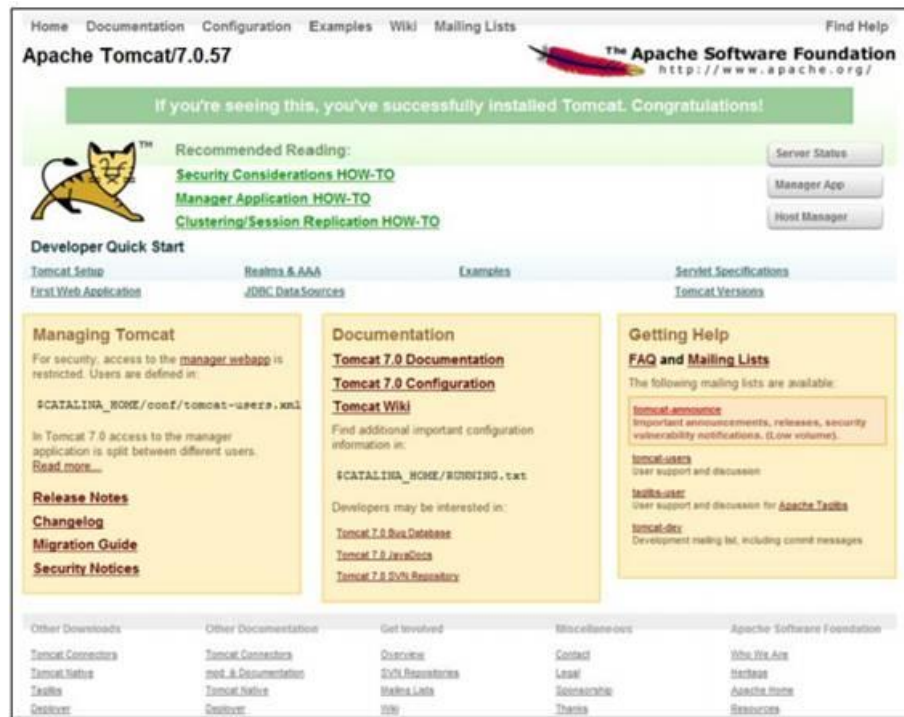 Home Documentation Configuration Examples Wiki Mailing Lists Find Help
Apache Tomcat/7.0.57
The Apache Software Foundation
http://www.apache.org/
If you're seeing this, you've successfully installed Tomcat. Congratulations!
TM
Recommended Reading:
Security Considerations HOW-TO
Manager Application HOW-TO
Clustering/Session Replication HOW-TO
Server Status
Manager App
Host Manager
Developer Quick Start
Tomcat Setup Realms & AAA Examples Servlet Specifications
First Web Application JDBC DataSources Tomcat Versions
Managing Tomcat
For security, access to the manager webapp is
restricted. Users are defined in:
$CATALINA_HOME/conf/tomcat-users.xml
In Tomcat 7.0 access to the manager
application is split between different users.
Read more...
Release Notes
Changelog
Migration Guide
Security Notices
Documentation
Tomcat 7.0 Documentation
Tomcat 7.0 Configuration
Tomcat Wiki
Find additional important configuration
information in:
$CATALINA_HOME/RUNNING.txt
Developers may be interested in:
Tomcat 7.0 Bug Database
Tomcat 7.0 JavaDocs
Tomcat 7.0 SVN Repository
Getting Help
FAQ and Mailing Lists
The following mailing lists are available:
tomcat-announce
Important announcements, releases, security
vulnerability notifications. (Low volume).
tomcat-users
User support and discussion
taglibs-user
User support and discussion for Apache Taglibs
tomcat-dev
Development mailing list, including commit messages
Other Downloads Other Documentation Get Involved Miscellaneous Apache Software Foundation
Tomcat Connectors Tomcat Connectors Overview Contact Who We Are
Tomcat Native mod_jk Documentation SVN Repositories Legal Heritage
Taglibs Tomcat Native Mailing Lists Sponsorship Apache Home
Deployer Deployer Wiki Thanks Resources